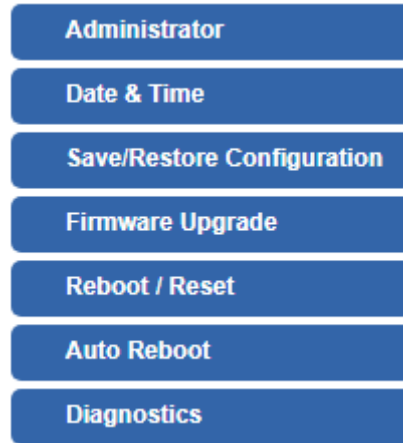 Administrator
Date & Time
Save/Restore Configuration
Firmware Upgrade
Reboot / Reset
Auto Reboot
Diagnostics